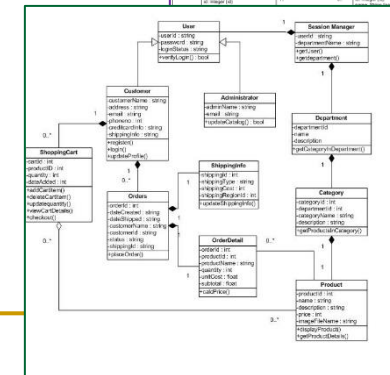 User
-userId : string
-password : string
-loginStatus : string
+verifyLogin() : bool
1
1
Session Manager
-userId : string
-departmentName : string
+getUser()
+getdepartment()
1
1
Customer
-customerName : string
-address : string
-email : string
-phoneno : int
-creditcardInfo : string
-shippingInfo : string
+register()
+login()
+updateProfile()
1
1
0..*
0..*
Administrator
-adminName : string
-email : string
+updateCatalog() : bool
Department
-departmentId
-name
-description
+getCategoryInDepartment()
1
1
ShoppingCart
-cartId : int
-productID : int
-quantity : int
-dateAdded : int
+addCartItem()
+deleteCartItem()
+updatequantity()
+viewCartDetails()
+checkout()
0..*
ShippingInfo
-shippingId : int
-shippingType : string
-shippingCost : int
-shippingRegionId : int
+updateShippingInfo()
1
1
Orders
-orderId : int
-dateCreated : string
-dateShipped : string
-customerName : string
-customerId : string
-status : string
-shippingId : string
+placeOrder()
1
1
Category
-categoryId : int
-departmentId : int
-categoryName : string
-description : string
+getProductsInCategory()
1
1
OrderDetail
-orderId : int
-productId : int
-productName : string
-quantity : int
-unitCost : float
-subtotal : float
+calcPrice()
0..*
1
Product
-productId : int
-name : string
-description : string
-price : int
-imageFileName : string
+displayProduct()
+getProductDetails()
0..*